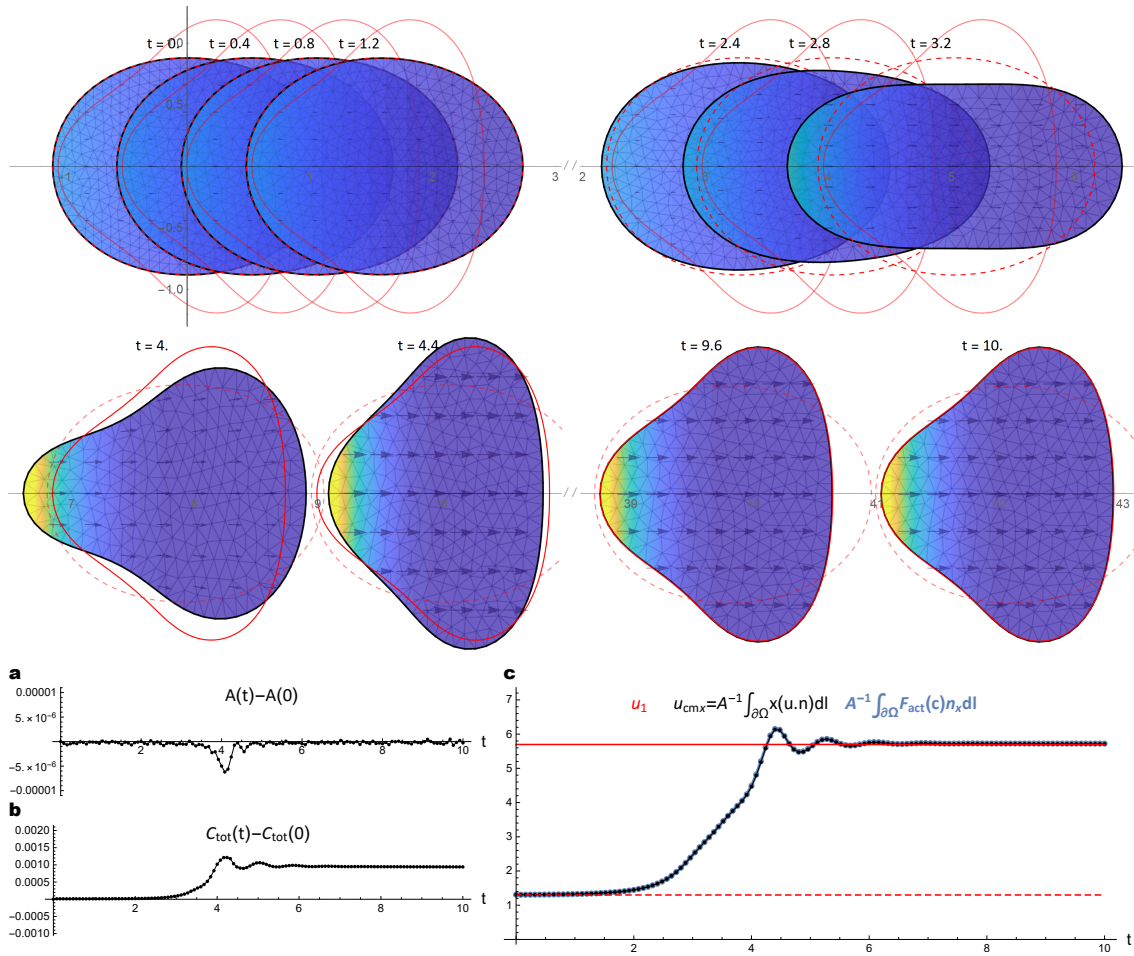 t = 0. t = 0.4 t = 0.8 t = 1.2
t = 2.4 t = 2.8 t = 3.2
0.5
-1 1 2 3 // 2 3 4 5 6
−0.5
−1.0
t = 4. t = 4.4 t = 9.6 t = 10.
7 8 9 // 39 41 43
a
A(t)−A(0)
0.00001
5. × 10⁻⁶
2 4 6 8 10 t
−5. × 10⁻⁶
−0.00001
b
C_tot(t)−C_tot(0)
0.0020
0.0015
0.0010
0.0005
2 4 6 8 10 t
−0.0005
−0.0010
c
u₁ u_cmx=A⁻¹∫_∂Ω x(u.n)dl A⁻¹∫_∂Ω F_act(c)n_x dl
7
6
5
4
3
2
1
2 4 6 8 10 t